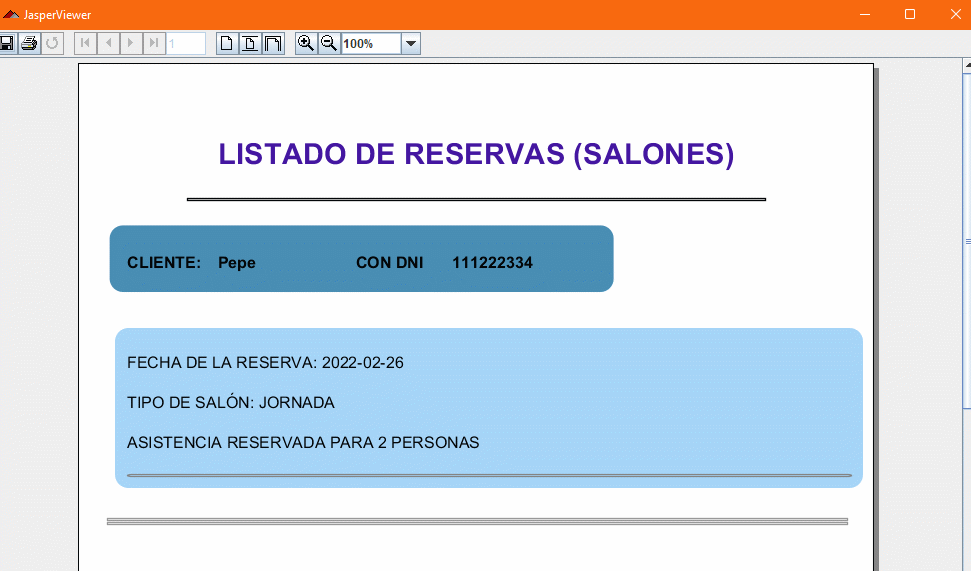 JasperViewer
1
100%
LISTADO DE RESERVAS (SALONES)
CLIENTE: Pepe CON DNI 111222334
FECHA DE LA RESERVA: 2022-02-26
TIPO DE SALÓN: JORNADA
ASISTENCIA RESERVADA PARA 2 PERSONAS